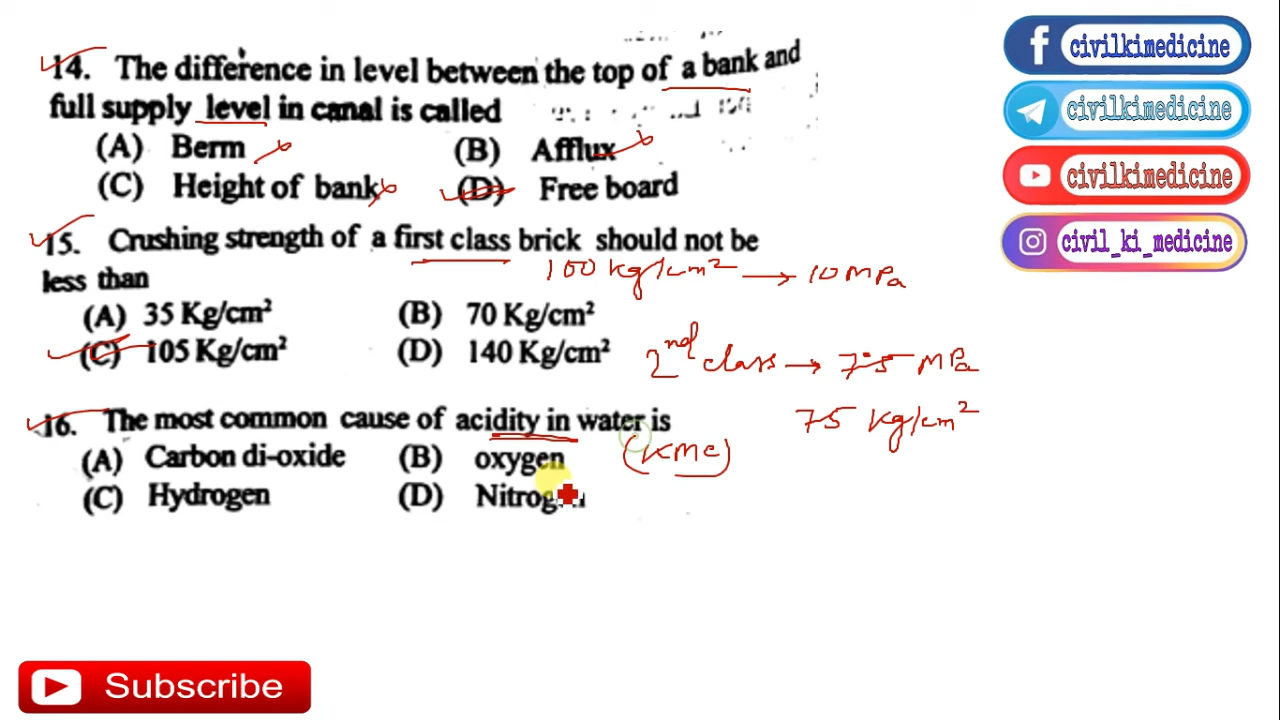 14. The difference in level between the top of a bank and
full supply level in canal is called
(A) Berm (B) Afflux
(C) Height of bank (D) Free board
15. Crushing strength of a first class brick should not be
less than
100 kg/cm² → 10 MPa
(A) 35 Kg/cm² (B) 70 Kg/cm²
(C) 105 Kg/cm² (D) 140 Kg/cm²
2nd class → 7.5 MPa
75 kg/cm²
16. The most common cause of acidity in water is
(KMC)
(A) Carbon di-oxide (B) oxygen
(C) Hydrogen (D)
civilkimedicine
civilkimedicine
civilkimedicine
civil_ki_medicine
Subscribe